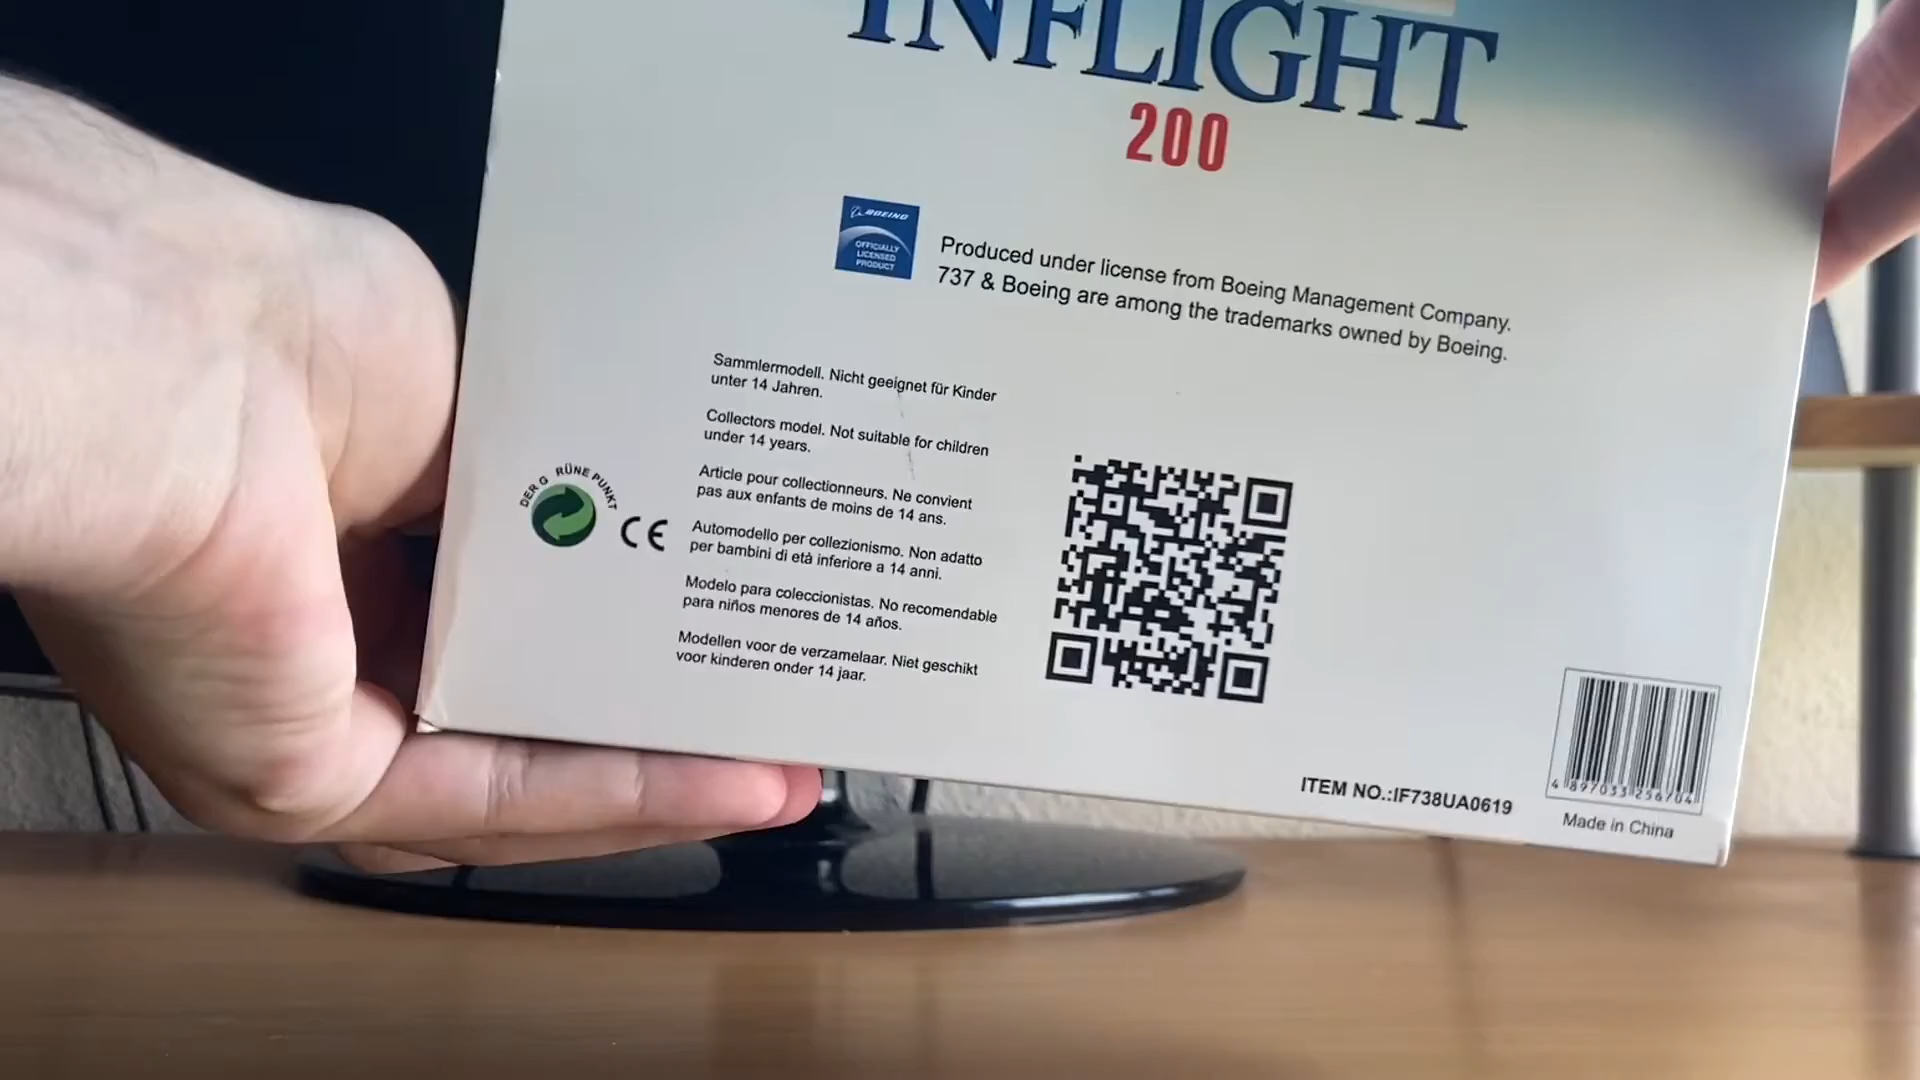 INFLIGHT
200
BOEING
OFFICIALLY
LICENSED
PRODUCT
Produced under license from Boeing Management Company.
737 & Boeing are among the trademarks owned by Boeing.
Sammlermodell. Nicht geeignet für Kinder
unter 14 Jahren.
Collectors model. Not suitable for children
under 14 years.
Article pour collectionneurs. Ne convient
pas aux enfants de moins de 14 ans.
Automodello per collezionismo. Non adatto
per bambini di età inferiore a 14 anni.
Modelo para coleccionistas. No recomendable
para niños menores de 14 años.
Modellen voor de verzamelaar. Niet geschikt
voor kinderen onder 14 jaar.
DER G RÜNE PUNKT
CE
ITEM NO.:IF738UA0619
4 897033 256704
Made in China